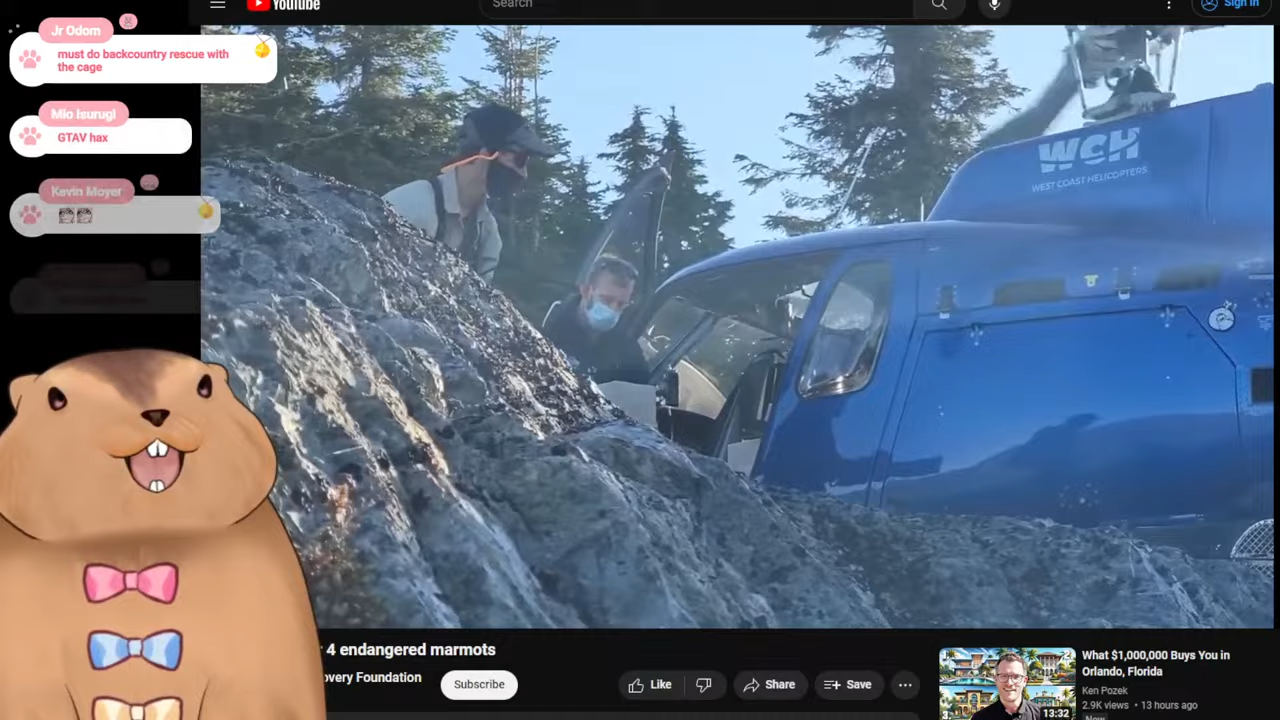 YouTube
Search
Sign in
Jr Odom
must do backcountry rescue with
the cage
Mio Isurugi
GTAV hax
Kevin Moyer
WCH
WEST COAST HELICOPTERS
4 endangered marmots
overy Foundation
Subscribe
Like
Share
Save
What $1,000,000 Buys You in
Orlando, Florida
Ken Pozek
2.9K views • 13 hours ago
New
13:32